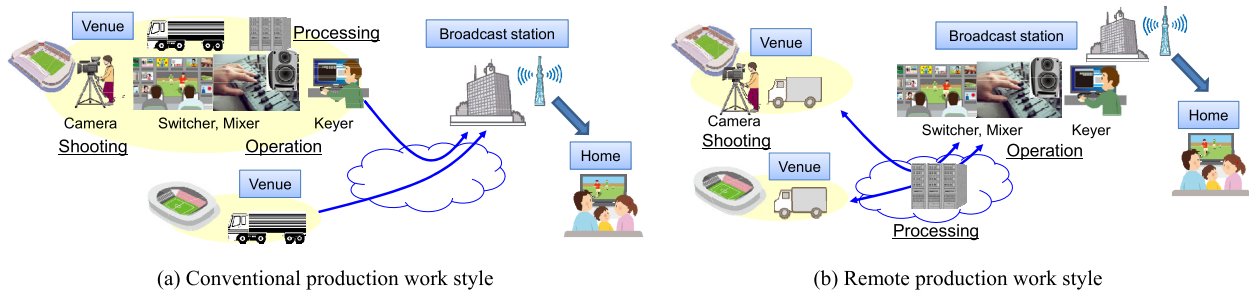 Venue
Processing
Camera
Switcher, Mixer
Keyer
Shooting
Operation
Venue
Broadcast station
Home
(a) Conventional production work style
Venue
Broadcast station
Camera
Shooting
Switcher, Mixer
Keyer
Operation
Venue
Processing
Home
(b) Remote production work style